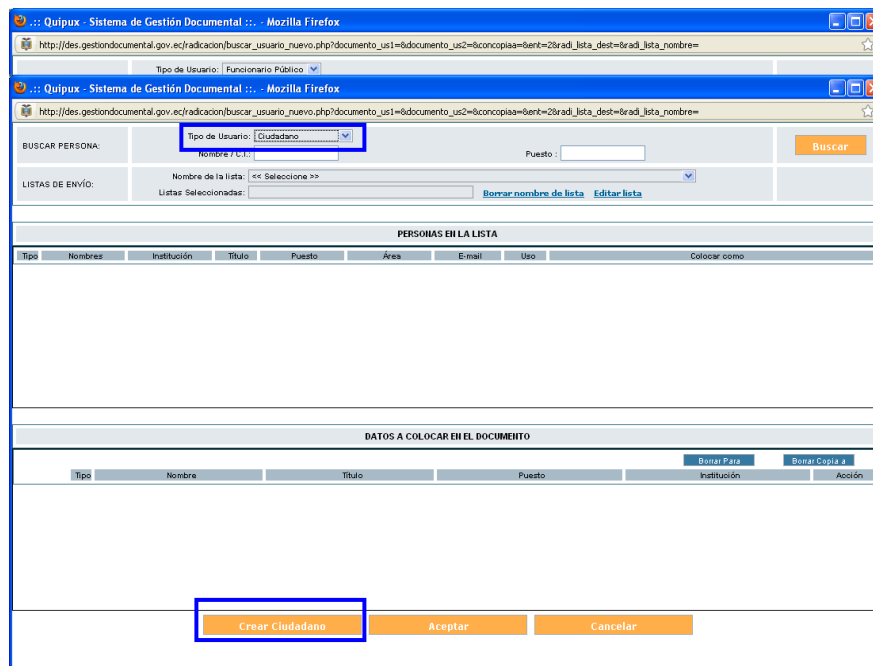 .:: Quipux - Sistema de Gestión Documental ::. - Mozilla Firefox
http://des.gestiondocumental.gov.ec/radicacion/buscar_usuario_nuevo.php?documento_us1=&documento_us2=&concopiaa=&ent=2&radi_lista_dest=&radi_lista_nombre=
Tipo de Usuario: Funcionario Público
.:: Quipux - Sistema de Gestión Documental ::. - Mozilla Firefox
http://des.gestiondocumental.gov.ec/radicacion/buscar_usuario_nuevo.php?documento_us1=&documento_us2=&concopiaa=&ent=2&radi_lista_dest=&radi_lista_nombre=
BUSCAR PERSONA: Tipo de Usuario: Ciudadano
Nombre / C.I.: Puesto : Buscar
LISTAS DE ENVÍO: Nombre de la lista: << Seleccione >>
Listas Seleccionadas: Borrar nombre de lista Editar lista
PERSONAS EN LA LISTA
Tipo Nombres Institución Título Puesto Área E-mail Uso Colocar como
DATOS A COLOCAR EN EL DOCUMENTO
Borrar Para Borrar Copia a
Tipo Nombre Título Puesto Institución Acción
Crear Ciudadano Aceptar Cancelar